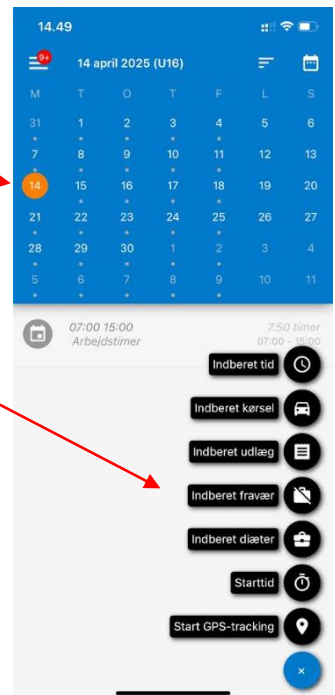 14.49
9+
14 april 2025 (U16)
M T O T F L S
31 1 2 3 4 5 6
7 8 9 10 11 12 13
14 15 16 17 18 19 20
21 22 23 24 25 26 27
28 29 30 1 2 3 4
5 6 7 8 9 10 11
07:00 15:00 7,50 timer
Arbejdstimer 07:00 - 15:00
Indberet tid
Indberet kørsel
Indberet udlæg
Indberet fravær
Indberet diæter
Starttid
Start GPS-tracking